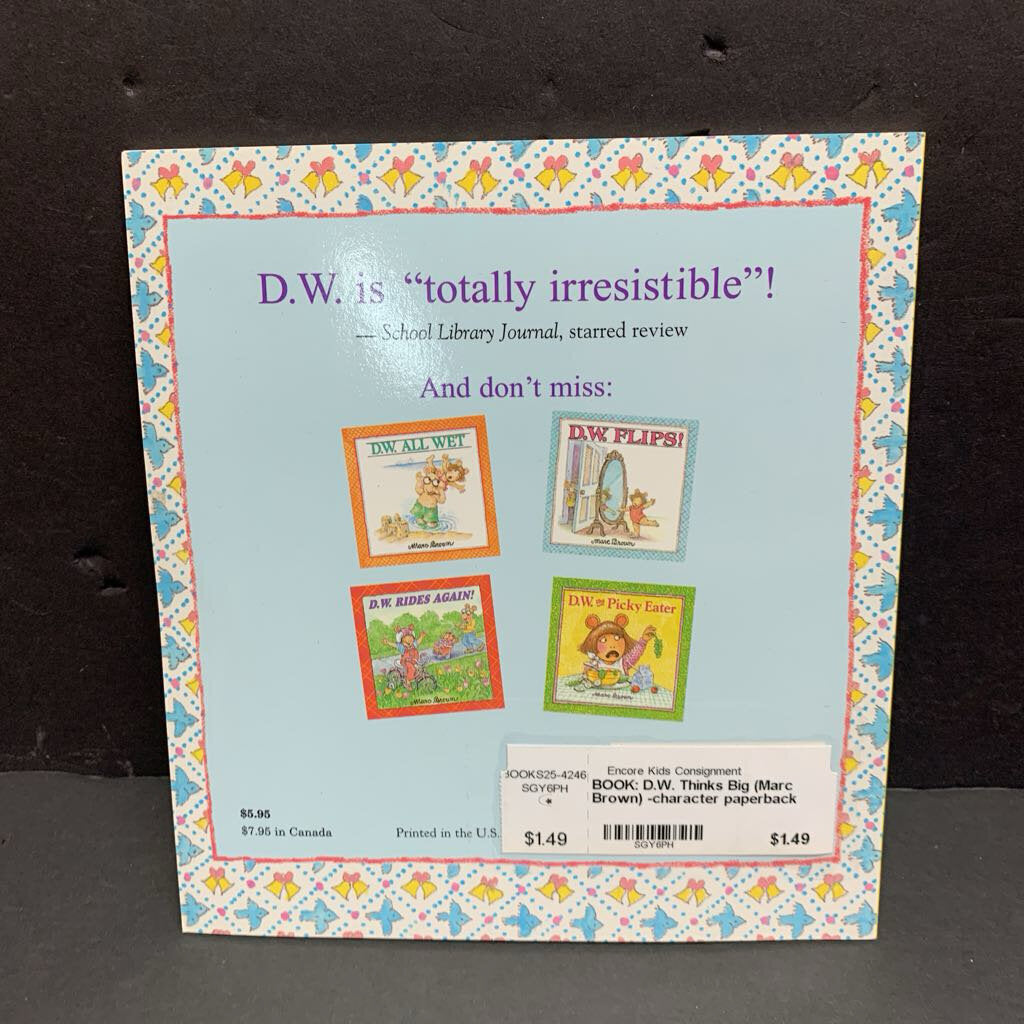 D.W. is “totally irresistible”!
— School Library Journal, starred review
And don’t miss:
D.W. ALL WET
Marc Brown
D.W. FLIPS!
Marc Brown
D.W. RIDES AGAIN!
Marc Brown
D.W. the Picky Eater
Marc Brown
$5.95
$7.95 in Canada
Printed in the U.S.
BOOKS25-4246
SGY6PH
$1.49
Encore Kids Consignment
BOOK: D.W. Thinks Big (Marc
Brown) -character paperback
SGY6PH
$1.49